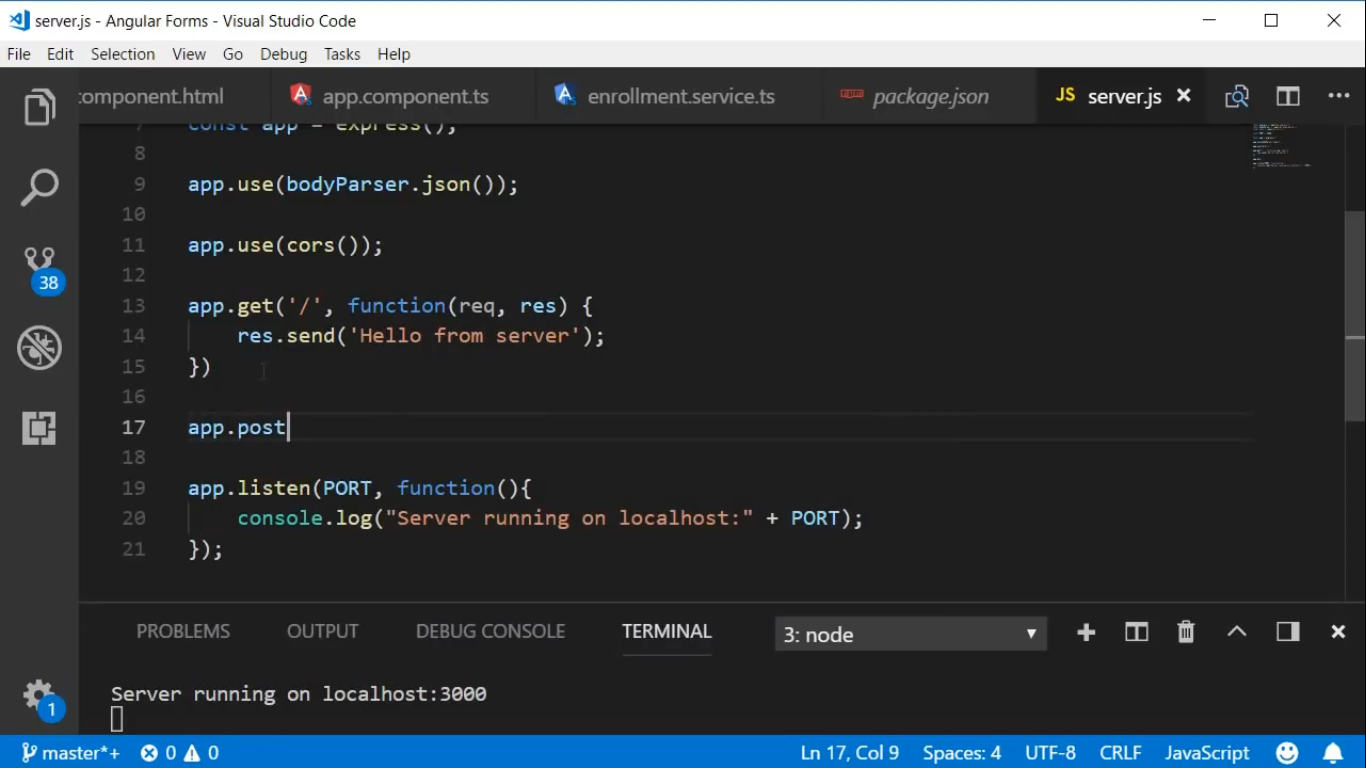 server.js - Angular Forms - Visual Studio Code
File Edit Selection View Go Debug Tasks Help
component.html app.component.ts enrollment.service.ts package.json JS server.js
7 const app = express();
8
9 app.use(bodyParser.json());
10
11 app.use(cors());
12
13 app.get('/', function(req, res) {
14 res.send('Hello from server');
15 })
16
17 app.post
18
19 app.listen(PORT, function(){
20 console.log("Server running on localhost:" + PORT);
21 });
38
PROBLEMS OUTPUT DEBUG CONSOLE TERMINAL 3: node
Server running on localhost:3000
1
master*+ 0 0 Ln 17, Col 9 Spaces: 4 UTF-8 CRLF JavaScript